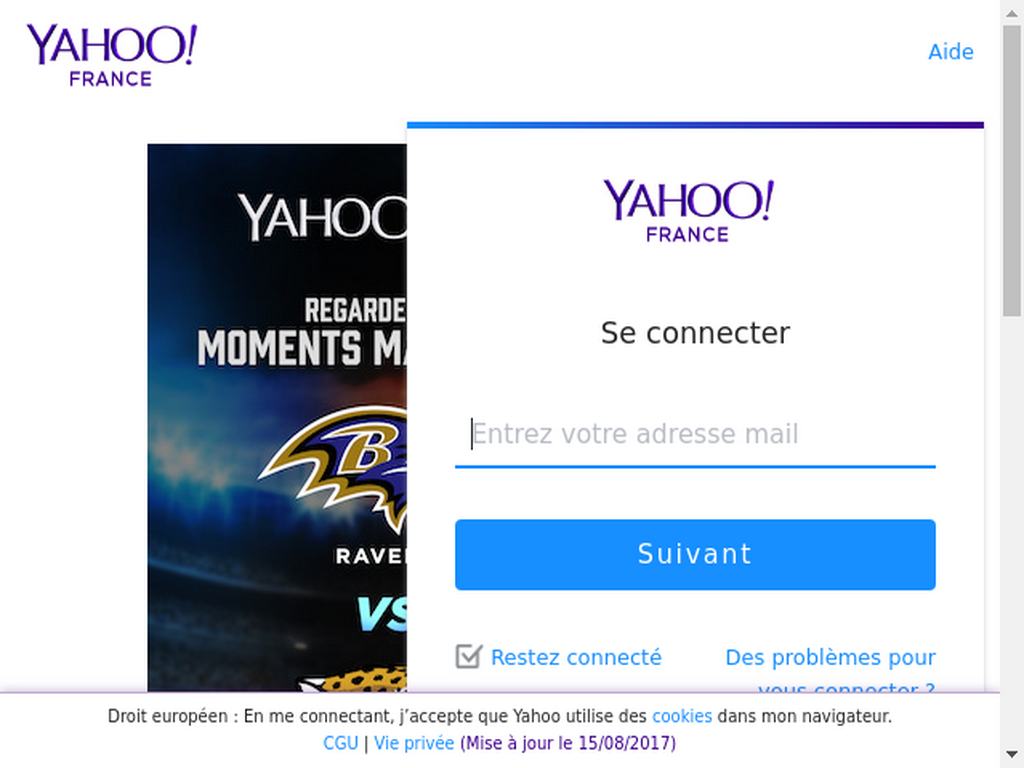 YAHOO!
FRANCE
Aide
YAHOO
REGARDE
MOMENTS MA
B
RAVE
VS
YAHOO!
FRANCE
Se connecter
Entrez votre adresse mail
Suivant
Restez connecté
Des problèmes pour
vous connecter ?
Droit européen : En me connectant, j’accepte que Yahoo utilise des cookies dans mon navigateur.
CGU | Vie privée (Mise à jour le 15/08/2017)